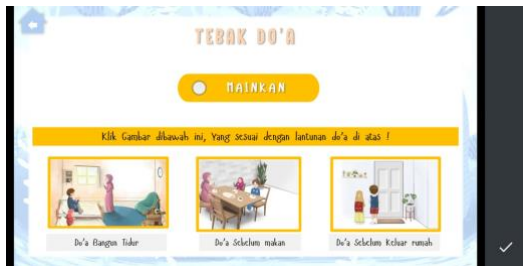 TEBAK DO'A
MAINKAN
Klik Gambar dibawah ini, Yang sesuai dengan lantunan do'a di atas !
Do'a Bangun Tidur
Do'a Sebelum makan
Do'a Sebelum Keluar rumah